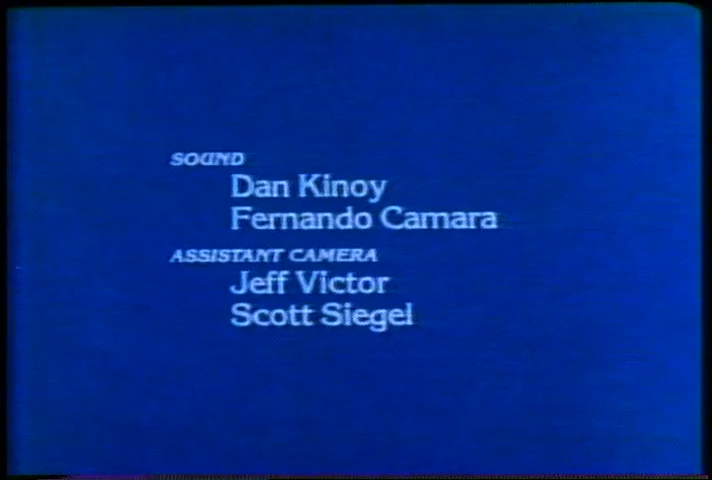 SOUND
Dan Kinoy
Fernando Camara
ASSISTANT CAMERA
Jeff Victor
Scott Siegel